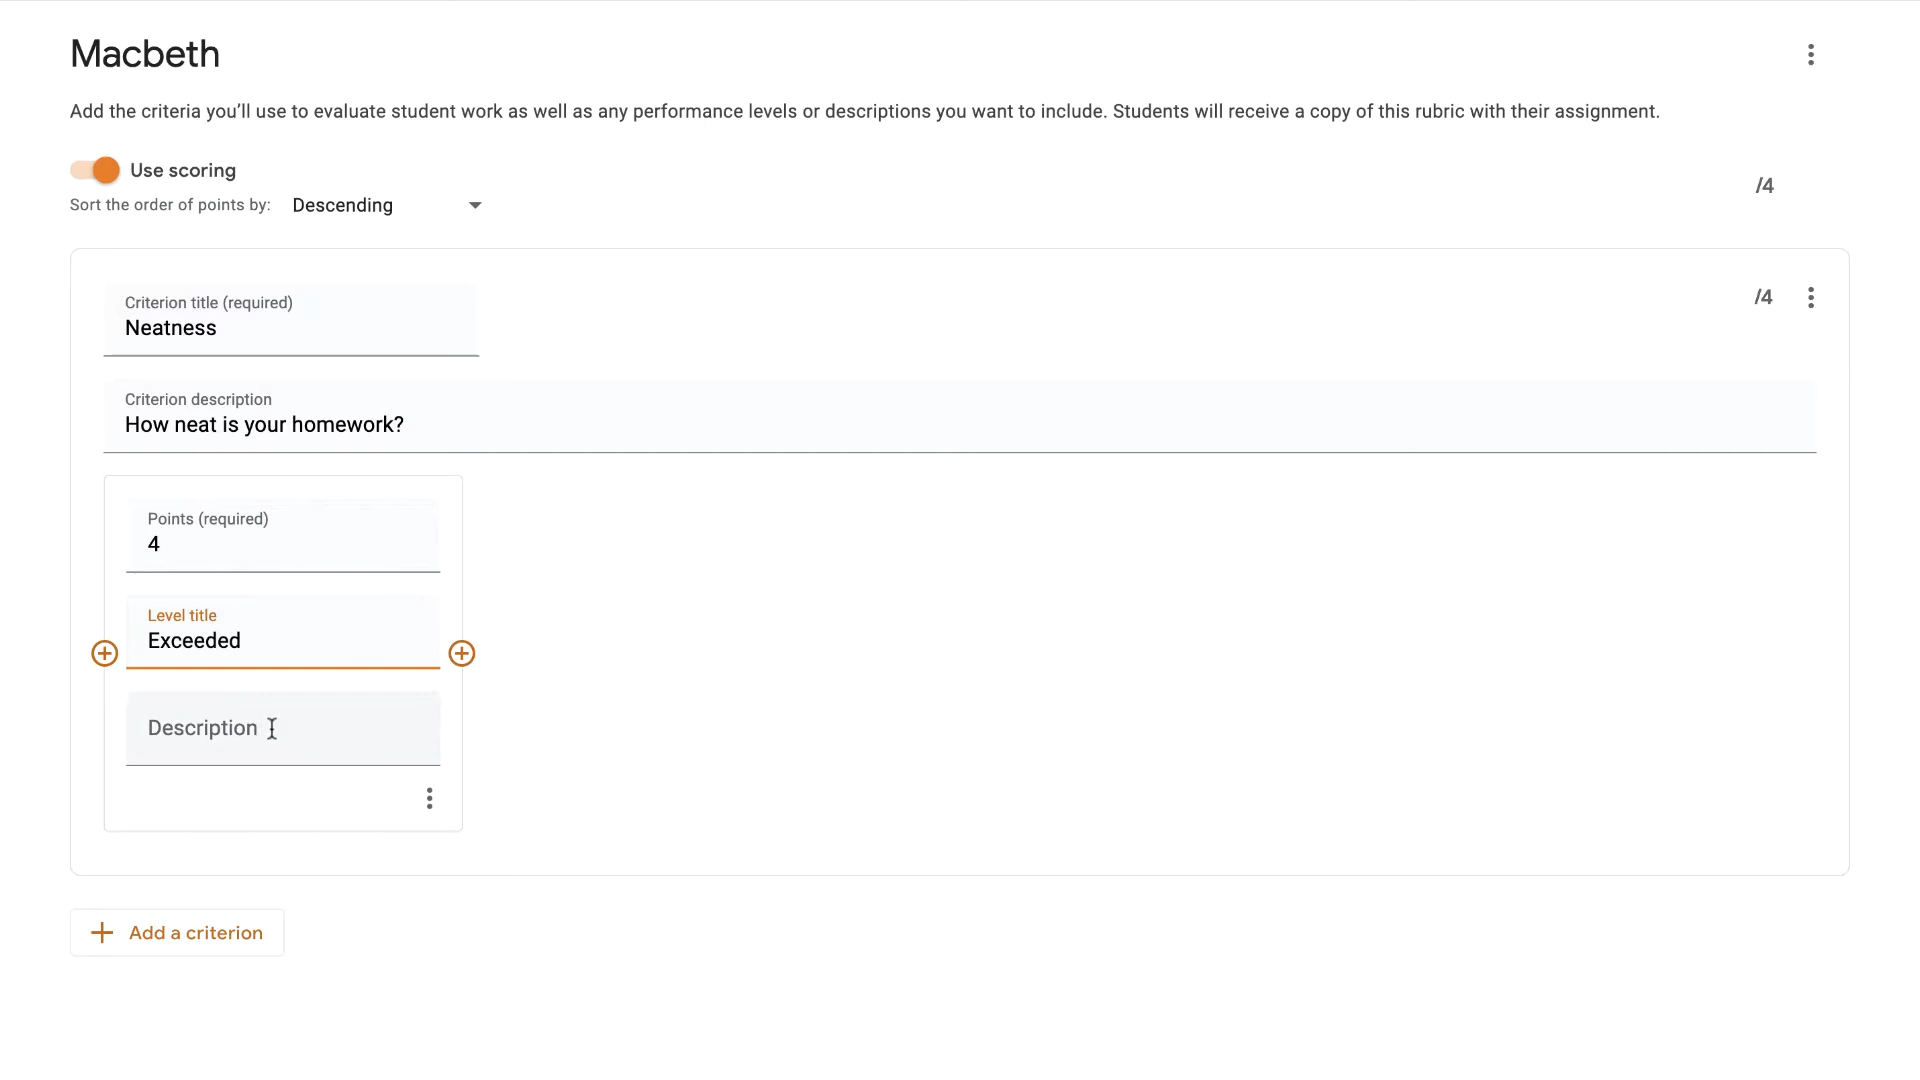 Macbeth
Add the criteria you’ll use to evaluate student work as well as any performance levels or descriptions you want to include. Students will receive a copy of this rubric with their assignment.
Use scoring
/4
Sort the order of points by: Descending
Criterion title (required)
Neatness
/4
Criterion description
How neat is your homework?
Points (required)
4
Level title
Exceeded
Description
Add a criterion